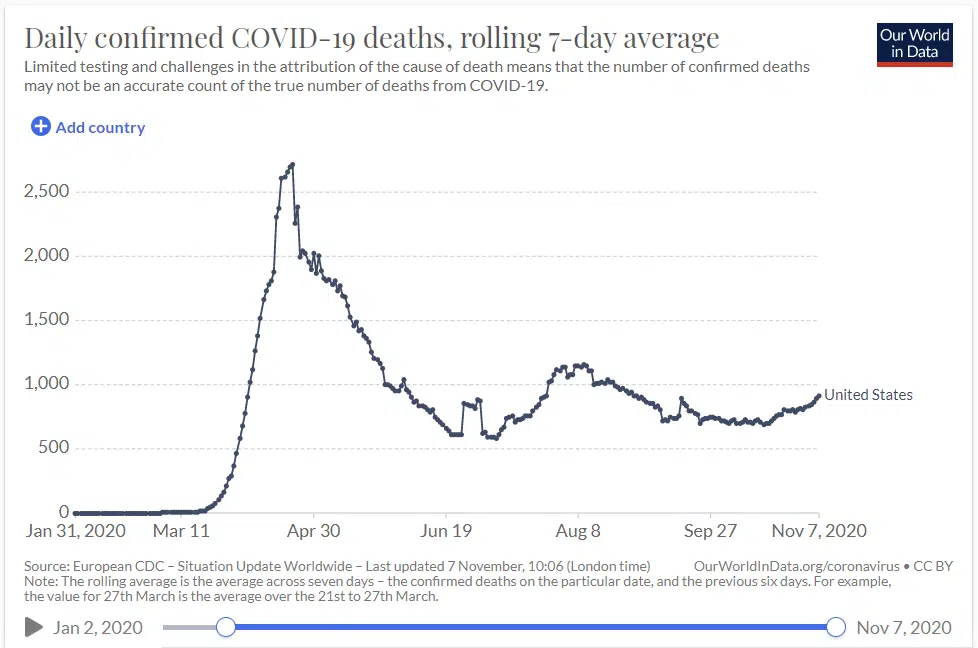 Daily confirmed COVID-19 deaths, rolling 7-day average
Our World
in Data
Limited testing and challenges in the attribution of the cause of death means that the number of confirmed deaths
may not be an accurate count of the true number of deaths from COVID-19.
Add country
2,500
2,000
1,500
1,000
500
0
United States
Jan 31, 2020 Mar 11 Apr 30 Jun 19 Aug 8 Sep 27 Nov 7, 2020
Source: European CDC – Situation Update Worldwide – Last updated 7 November, 10:06 (London time) OurWorldInData.org/coronavirus • CC BY
Note: The rolling average is the average across seven days – the confirmed deaths on the particular date, and the previous six days. For example,
the value for 27th March is the average over the 21st to 27th March.
Jan 2, 2020 Nov 7, 2020